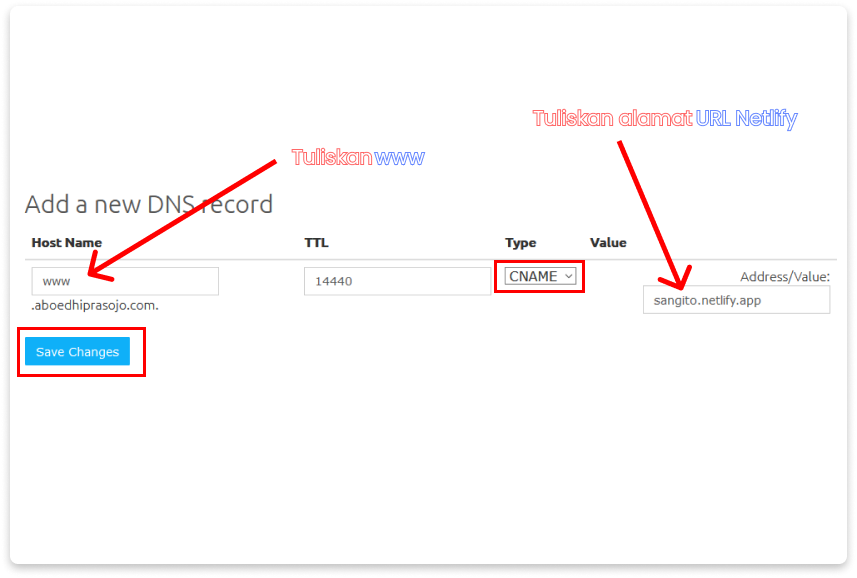 Tuliskan alamat URL Netlify
Tuliskan www
Add a new DNS record
Host Name TTL Type Value
www 14440 CNAME Address/Value:
.aboedhiprasojo.com. sangito.netlify.app
Save Changes